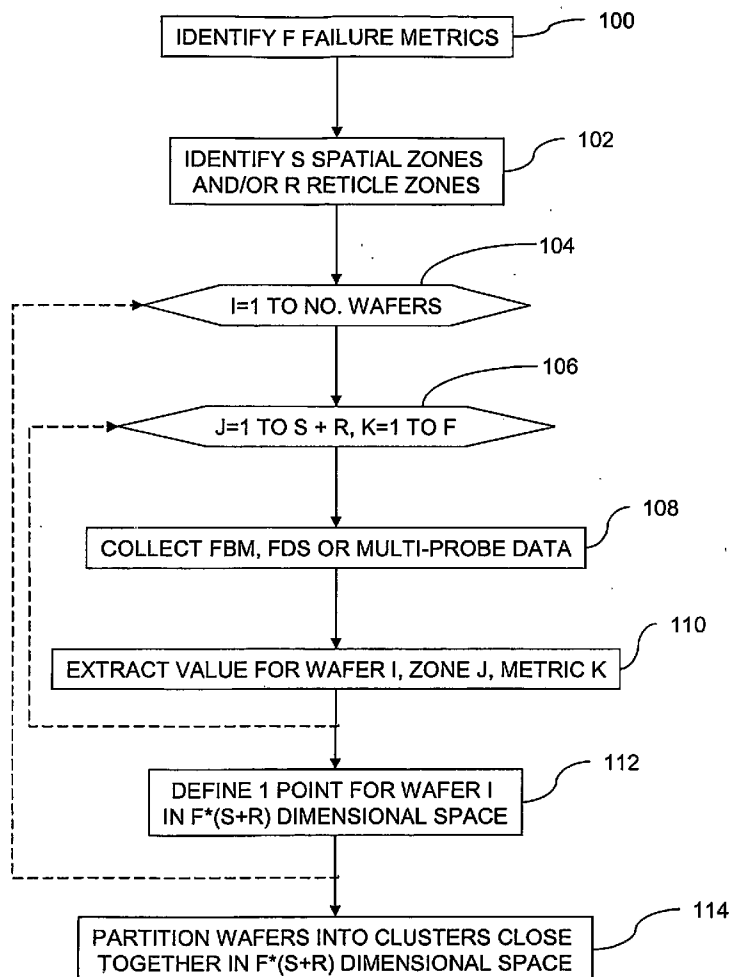 IDENTIFY F FAILURE METRICS
100
IDENTIFY S SPATIAL ZONES
AND/OR R RETICLE ZONES
102
104
I=1 TO NO. WAFERS
106
J=1 TO S + R, K=1 TO F
108
COLLECT FBM, FDS OR MULTI-PROBE DATA
110
EXTRACT VALUE FOR WAFER I, ZONE J, METRIC K
112
DEFINE 1 POINT FOR WAFER I
IN F*(S+R) DIMENSIONAL SPACE
114
PARTITION WAFERS INTO CLUSTERS CLOSE
TOGETHER IN F*(S+R) DIMENSIONAL SPACE